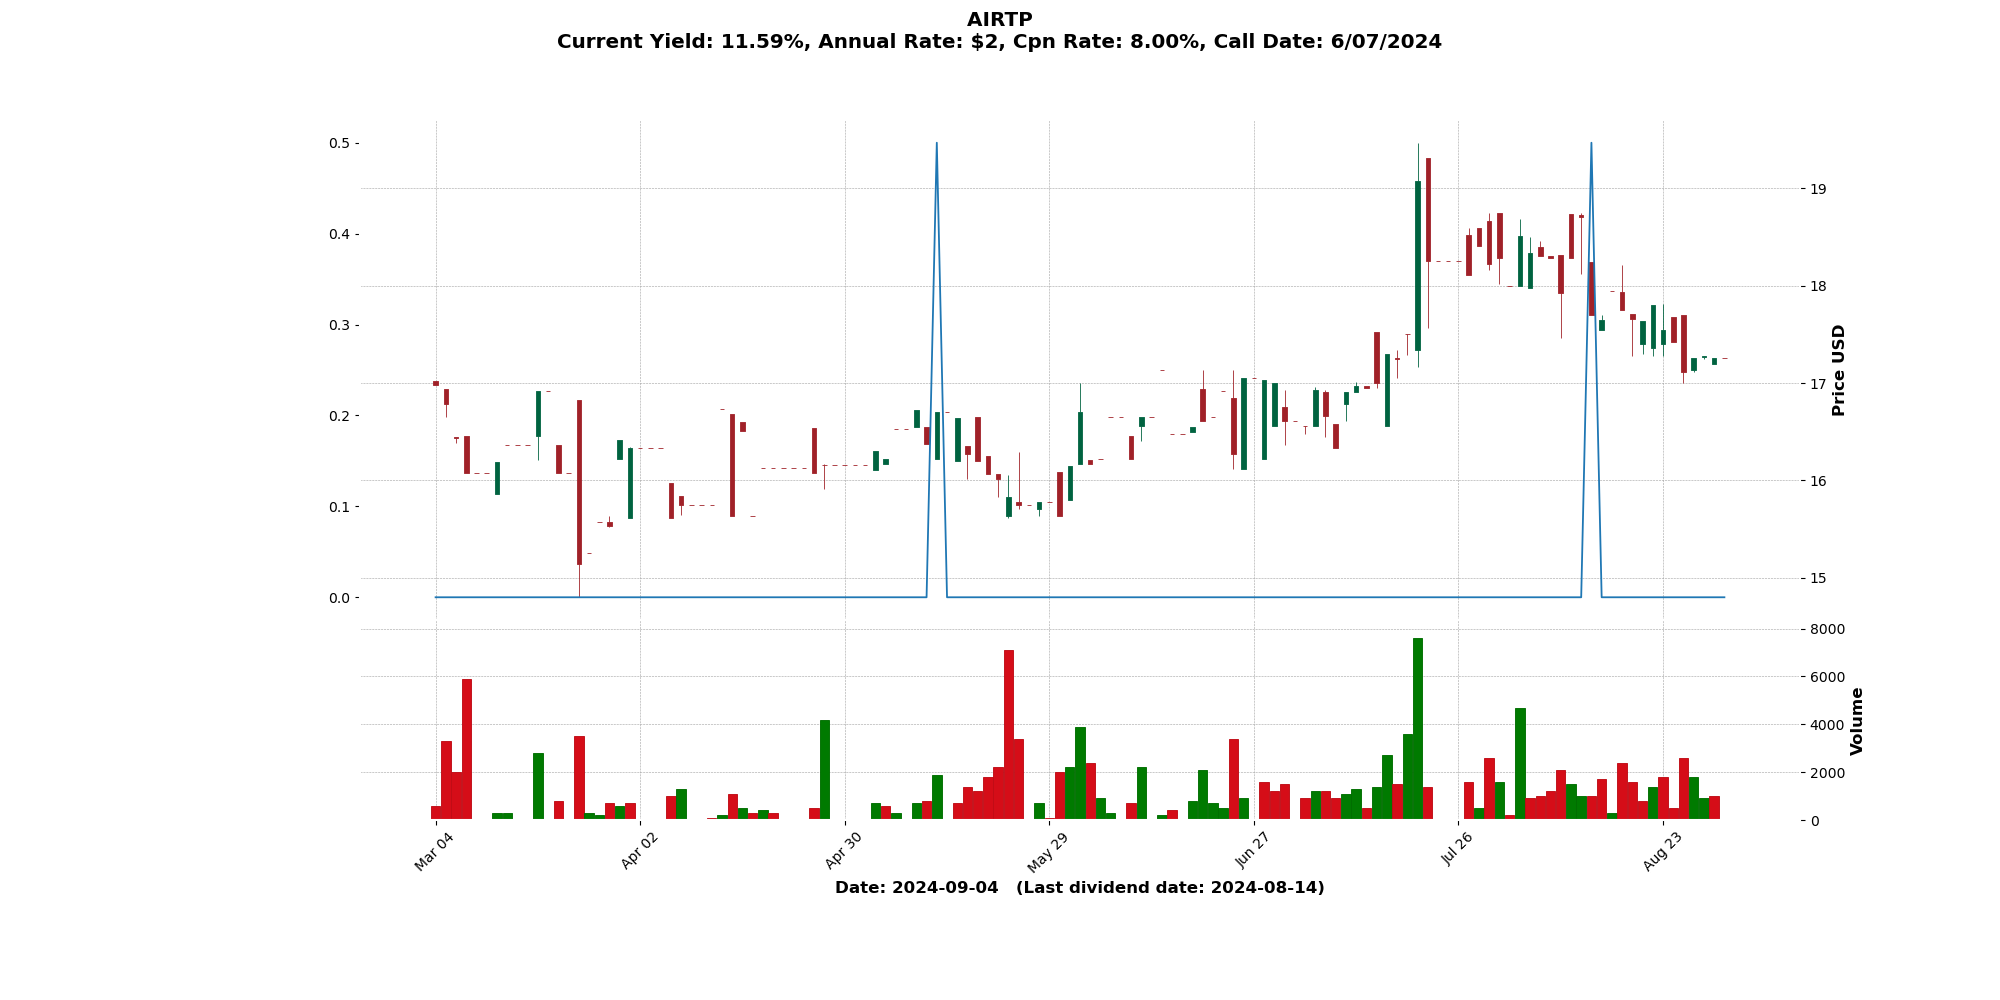 AIRTP
Current Yield: 11.59%, Annual Rate: $2, Cpn Rate: 8.00%, Call Date: 6/07/2024
0.5
0.4
0.3
0.2
0.1
0.0
19
18
17
16
15
Price USD
8000
6000
4000
2000
0
Volume
Mar 04
Apr 02
Apr 30
May 29
Jun 27
Jul 26
Aug 23
Date: 2024-09-04 (Last dividend date: 2024-08-14)